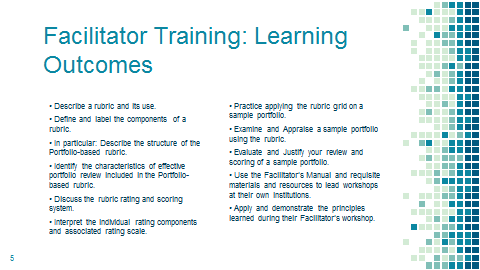 Facilitator Training: Learning
Outcomes
• Describe a rubric and its use.
• Define and label the components of a
rubric.
• In particular: Describe the structure of the
Portfolio-based rubric.
• Identify the characteristics of effective
portfolio review included in the Portfolio-
based rubric.
• Discuss the rubric rating and scoring
system.
• Interpret the individual rating components
and associated rating scale.
• Practice applying the rubric grid on a
sample portfolio.
• Examine and Appraise a sample portfolio
using the rubric.
• Evaluate and Justify your review and
scoring of a sample portfolio.
• Use the Facilitator's Manual and requisite
materials and resources to lead workshops
at their own institutions.
• Apply and demonstrate the principles
learned during their Facilitator's workshop.
5